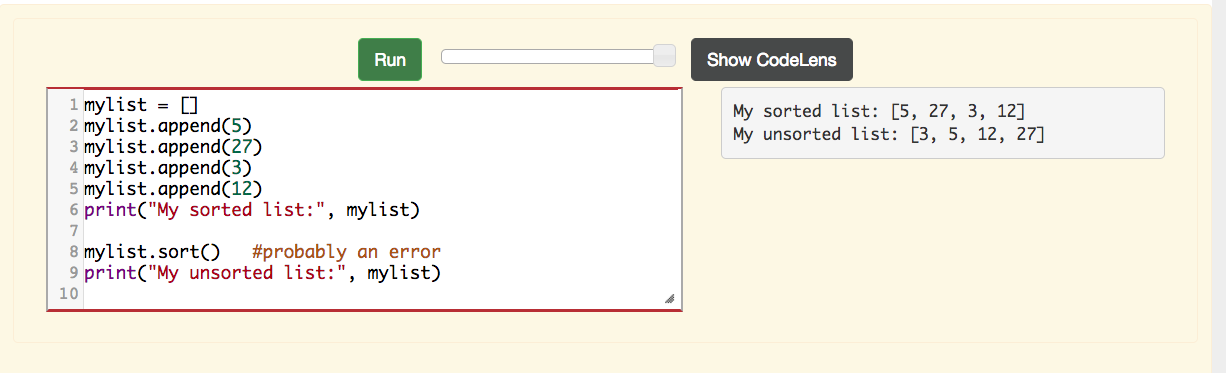 Run
Show CodeLens
1 mylist = []
2 mylist.append(5)
3 mylist.append(27)
4 mylist.append(3)
5 mylist.append(12)
6 print("My sorted list:", mylist)
7
8 mylist.sort()   #probably an error
9 print("My unsorted list:", mylist)
10
My sorted list: [5, 27, 3, 12]
My unsorted list: [3, 5, 12, 27]